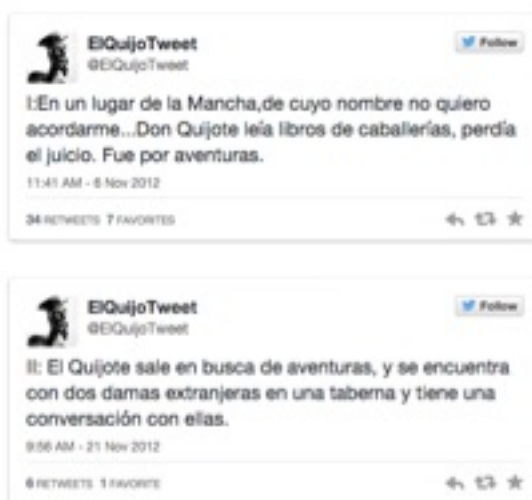 ElQuijoTweet
@ElQuijoTweet
Follow
I:En un lugar de la Mancha,de cuyo nombre no quiero
acordarme...Don Quijote leía libros de caballerías, perdía
el juicio. Fue por aventuras.
11:41 AM - 6 Nov 2012
34 RETWEETS 7 FAVORITES
ElQuijoTweet
@ElQuijoTweet
Follow
II: El Quijote sale en busca de aventuras, y se encuentra
con dos damas extranjeras en una taberna y tiene una
conversación con ellas.
9:56 AM - 21 Nov 2012
6 RETWEETS 1 FAVORITE